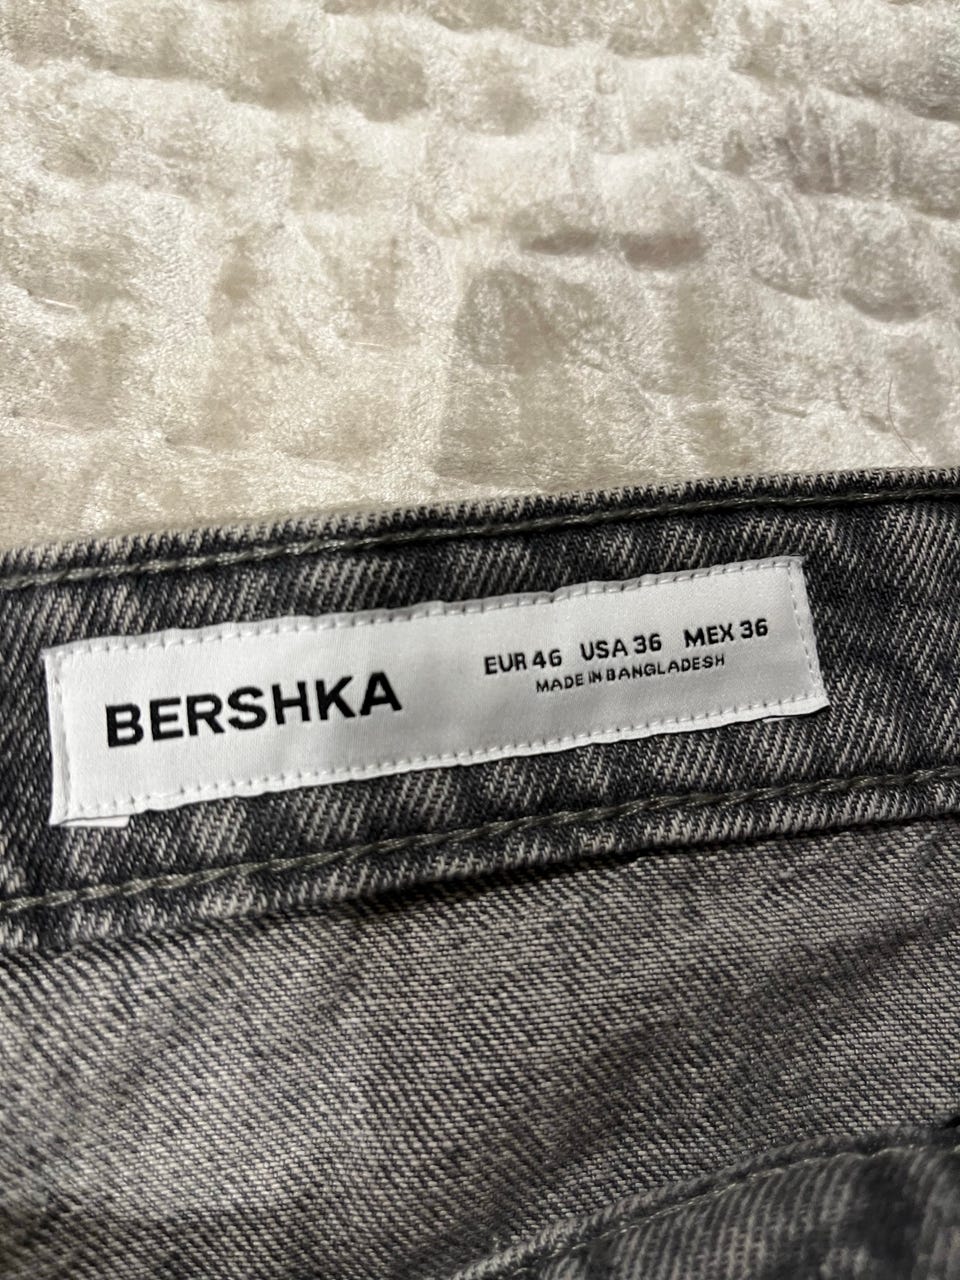 BERSHKA
EUR 46 USA 36 MEX 36
MADE IN BANGLADESH